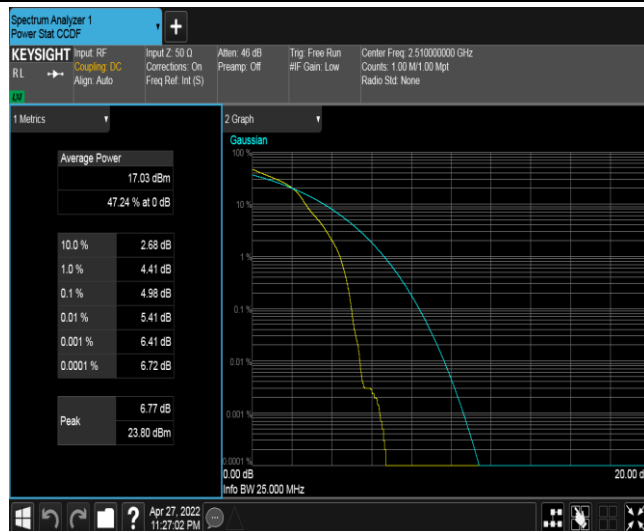 Spectrum Analyzer 1
Power Stat CCDF
+
KEYSIGHT
RL
LXI
Input: RF
Coupling: DC
Align: Auto
Input Z: 50 Ω
Corrections: On
Freq Ref: Int (S)
Atten: 46 dB
Preamp: Off
Trig: Free Run
#IF Gain: Low
Center Freq: 2.510000000 GHz
Counts: 1.00 M/1.00 Mpt
Radio Std: None
1 Metrics
Average Power
17.03 dBm
47.24 % at 0 dB
10.0 % 2.68 dB
1.0 % 4.41 dB
0.1 % 4.98 dB
0.01 % 5.41 dB
0.001 % 6.41 dB
0.0001 % 6.72 dB
Peak
6.77 dB
23.80 dBm
2 Graph
Gaussian
100 %
10 %
1 %
0.1 %
0.01 %
0.001 %
0.0001 %
0.00 dB
20.00 d
Info BW 25.000 MHz
?
Apr 27, 2022
11:27:02 PM